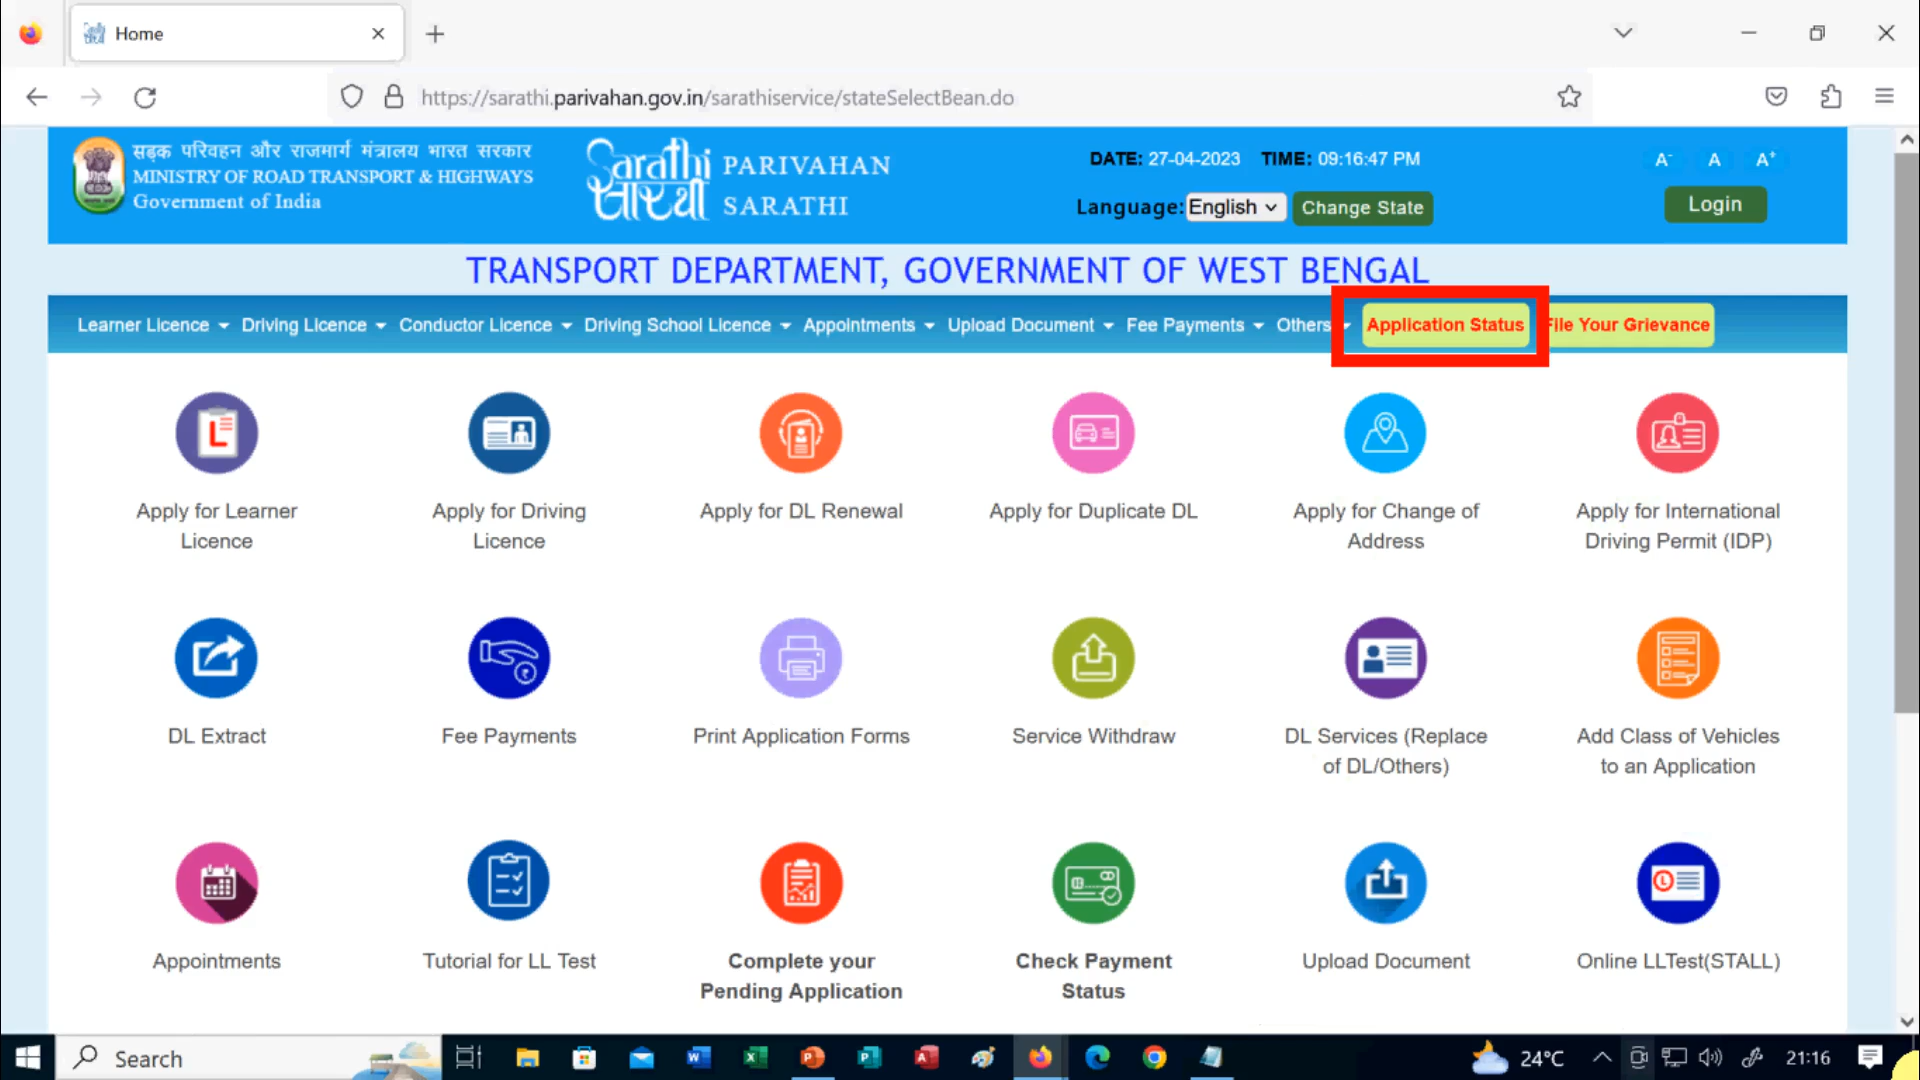 Home
https://sarathi.parivahan.gov.in/sarathiservice/stateSelectBean.do
सड़क परिवहन और राजमार्ग मंत्रालय भारत सरकार
MINISTRY OF ROAD TRANSPORT & HIGHWAYS
Government of India
Sarathi
सारथी
PARIVAHAN
SARATHI
DATE: 27-04-2023 TIME: 09:16:47 PM
Language: English Change State
A- A A+
Login
TRANSPORT DEPARTMENT, GOVERNMENT OF WEST BENGAL
Learner Licence Driving Licence Conductor Licence Driving School Licence Appointments Upload Document Fee Payments Others Application Status File Your Grievance
L
Apply for Learner
Licence
Apply for Driving
Licence
Apply for DL Renewal
Apply for Duplicate DL
Apply for Change of
Address
Apply for International
Driving Permit (IDP)
DL Extract
Fee Payments
Print Application Forms
Service Withdraw
DL Services (Replace
of DL/Others)
Add Class of Vehicles
to an Application
Appointments
Tutorial for LL Test
Complete your
Pending Application
Check Payment
Status
Upload Document
Online LLTest(STALL)
Search
24°C
21:16